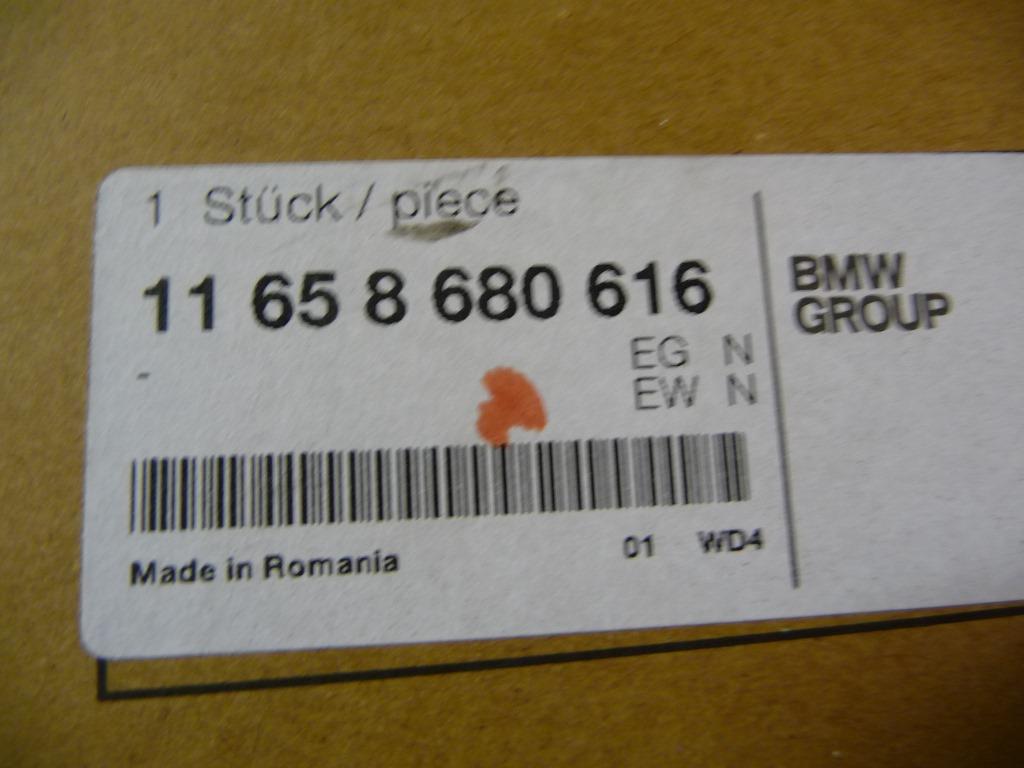 1 Stück / piece
11 65 8 680 616
BMW
GROUP
EG N
-
EW N
Made in Romania
01 WD4